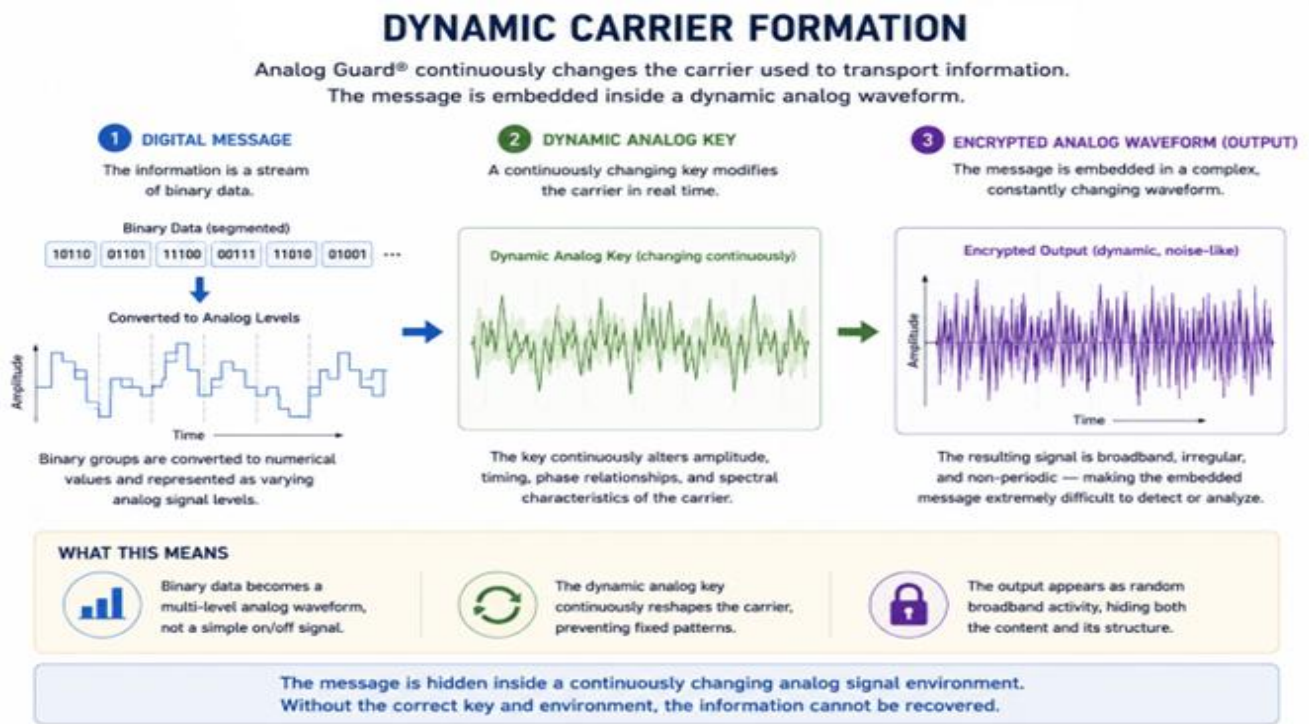 DYNAMIC CARRIER FORMATION
Analog Guard® continuously changes the carrier used to transport information.
The message is embedded inside a dynamic analog waveform.
1 DIGITAL MESSAGE
The information is a stream
of binary data.
Binary Data (segmented)
10110 01101 11100 00111 11010 01001 ...
Converted to Analog Levels
Amplitude
Time
Binary groups are converted to numerical
values and represented as varying
analog signal levels.
2 DYNAMIC ANALOG KEY
A continuously changing key modifies
the carrier in real time.
Dynamic Analog Key (changing continuously)
The key continuously alters amplitude,
timing, phase relationships, and spectral
characteristics of the carrier.
3 ENCRYPTED ANALOG WAVEFORM (OUTPUT)
The message is embedded in a complex,
constantly changing waveform.
Encrypted Output (dynamic, noise-like)
Amplitude
Time
The resulting signal is broadband, irregular,
and non-periodic — making the embedded
message extremely difficult to detect or analyze.
WHAT THIS MEANS
Binary data becomes a
multi-level analog waveform,
not a simple on/off signal.
The dynamic analog key
continuously reshapes the carrier,
preventing fixed patterns.
The output appears as random
broadband activity, hiding both
the content and its structure.
The message is hidden inside a continuously changing analog signal environment.
Without the correct key and environment, the information cannot be recovered.